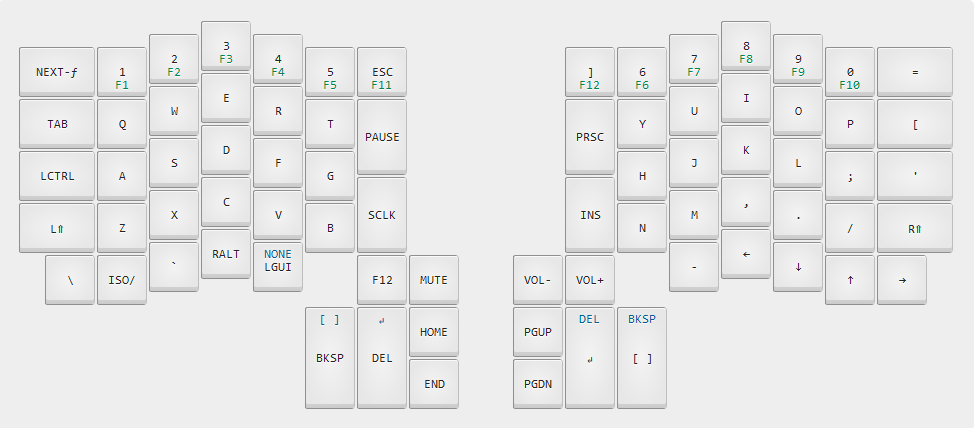 NEXT-ƒ 1 2 3 4 5 ESC ] 6 7 8 9 0 =
F1 F2 F3 F4 F5 F11 F12 F6 F7 F8 F9 F10
TAB Q W E R T PAUSE PRSC Y U I O P [
LCTRL A S D F G H J K L ; '
L⇑ Z X C V B SCLK INS N M , . / R⇑
\ ISO/ ` RALT NONE F12 MUTE VOL- VOL+ - ← ↓ ↑ →
LGUI
[ ] ↲ HOME PGUP DEL BKSP
BKSP DEL ↲ [ ]
END PGDN